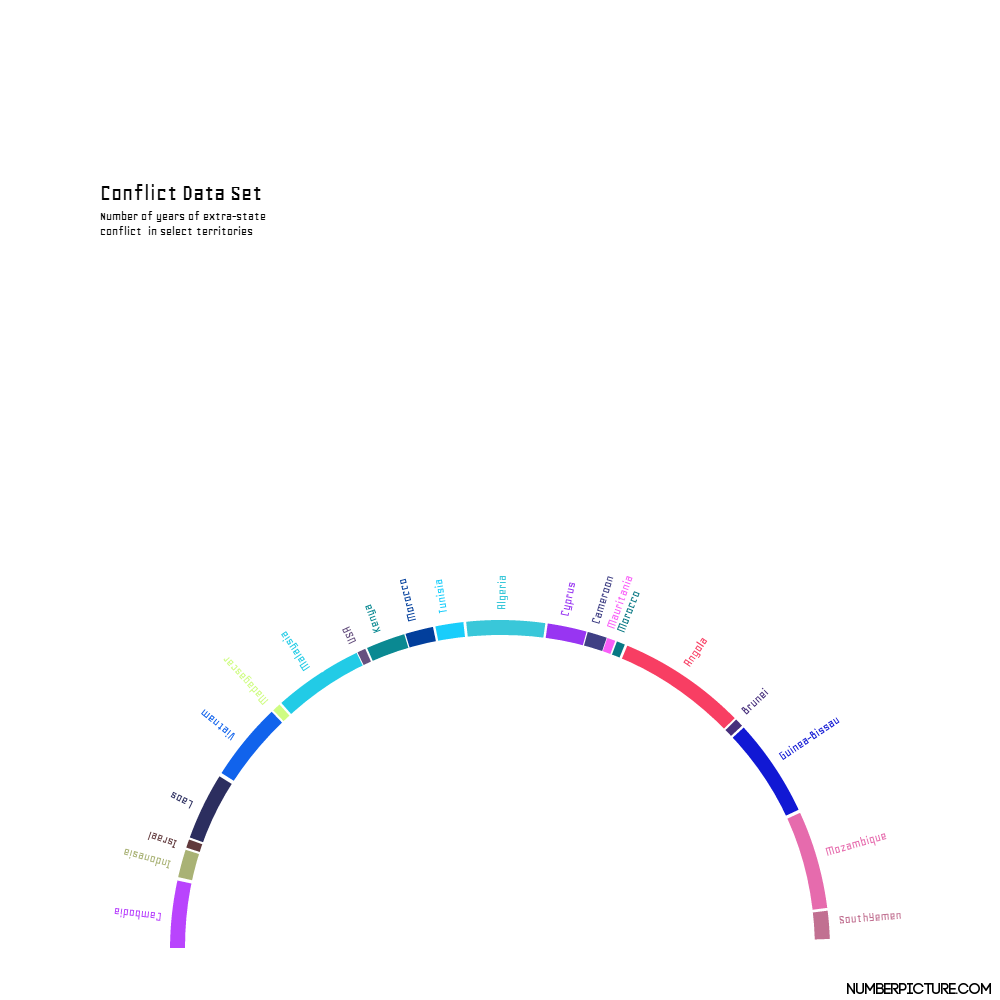 Conflict Data Set
Number of years of extra-state
conflict in select territories
Cambodia
Indonesia
Israel
Laos
Vietnam
Madagascer
Malaysia
USA
Kenya
Morocco
Tunisia
Algeria
Cyprus
Cameroon
Mauritania
Morocco
Angola
Brunei
Guinea-Bissau
Mozambique
SouthYemen
NUMBERPICTURE.COM